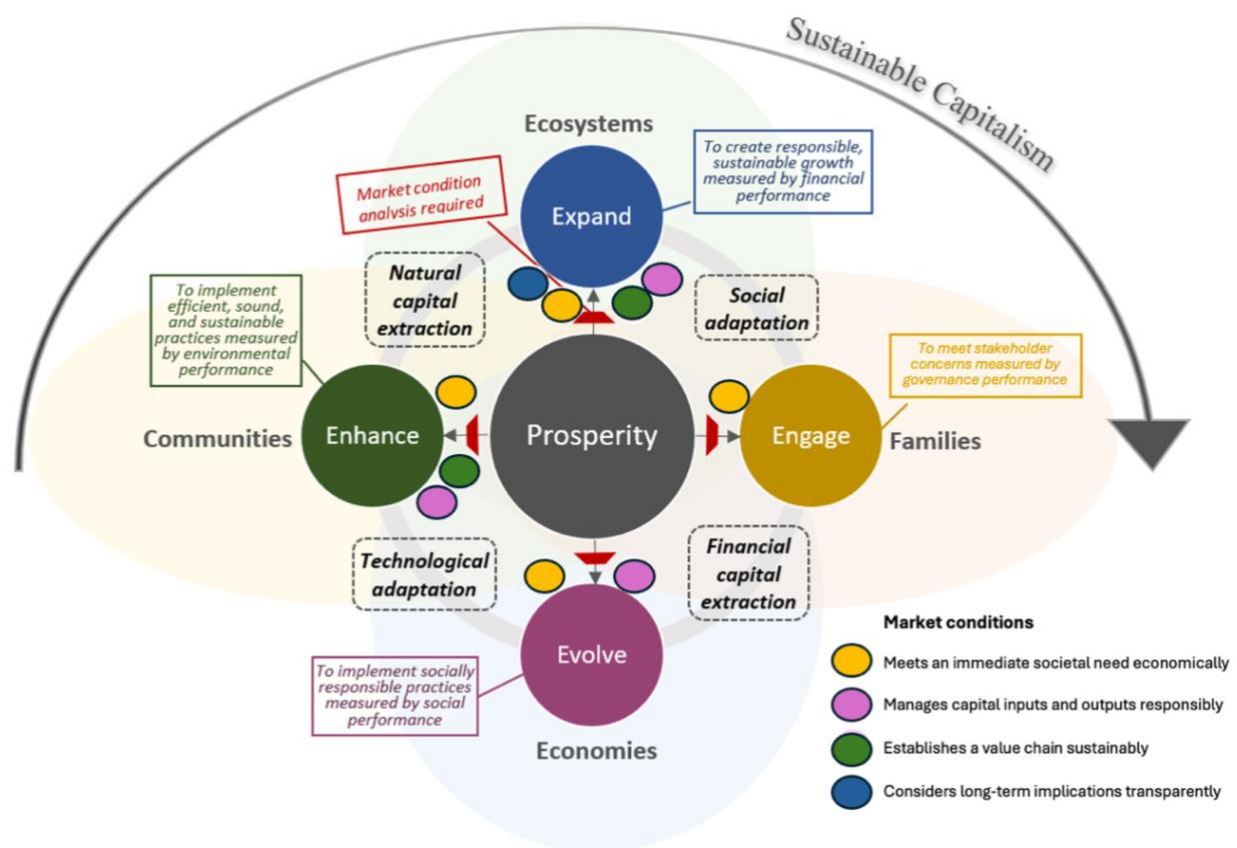 Sustainable Capitalism
Ecosystems
To create responsible,
sustainable growth
measured by financial
performance
Market condition
analysis required
Expand
Natural
capital
extraction
Social
adaptation
To implement
efficient, sound,
and sustainable
practices measured
by environmental
performance
To meet stakeholder
concerns measured by
governance performance
Communities
Enhance
Prosperity
Engage
Families
Technological
adaptation
Financial
capital
extraction
Evolve
To implement socially
responsible practices
measured by social
performance
Economies
Market conditions
Meets an immediate societal need economically
Manages capital inputs and outputs responsibly
Establishes a value chain sustainably
Considers long-term implications transparently